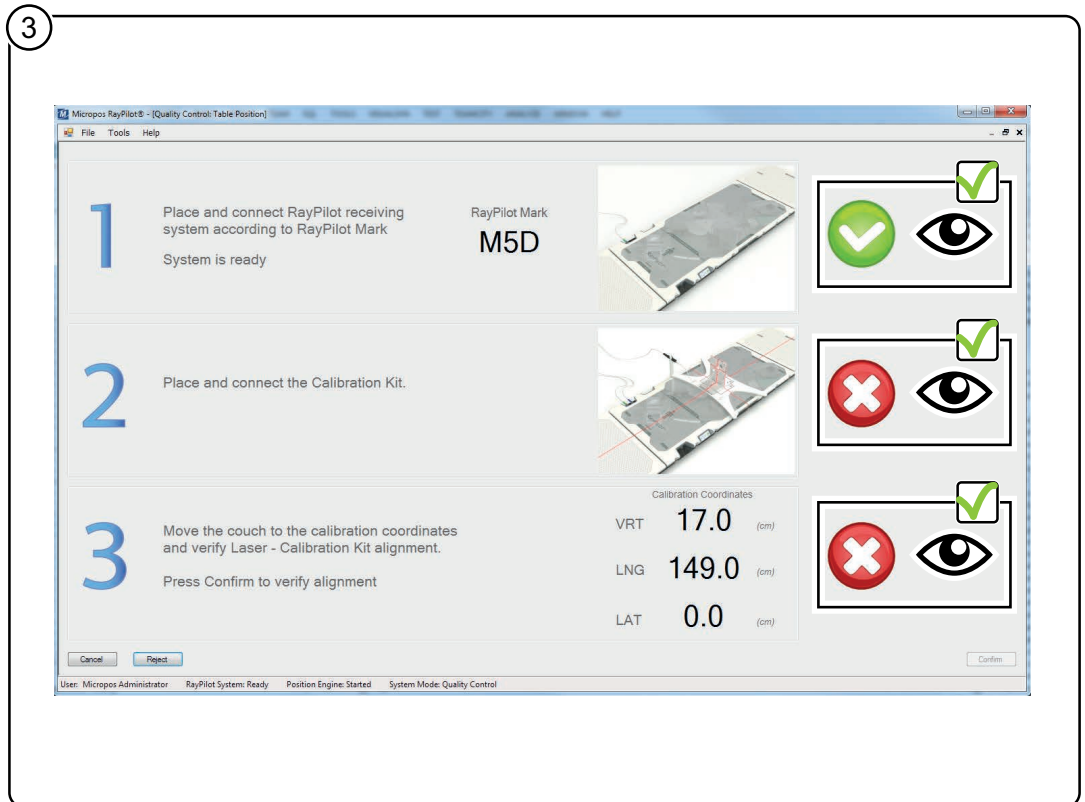 3
Micropos RayPilot® - [Quality Control: Table Position]
File Tools Help
1
Place and connect RayPilot receiving
system according to RayPilot Mark
System is ready
RayPilot Mark
M5D
2
Place and connect the Calibration Kit.
3
Move the couch to the calibration coordinates
and verify Laser - Calibration Kit alignment.
Press Confirm to verify alignment
Calibration Coordinates
VRT 17.0 (cm)
LNG 149.0 (cm)
LAT 0.0 (cm)
Cancel Reject Confirm
User: Micropos Administrator RayPilot System: Ready Position Engine: Started System Mode: Quality Control